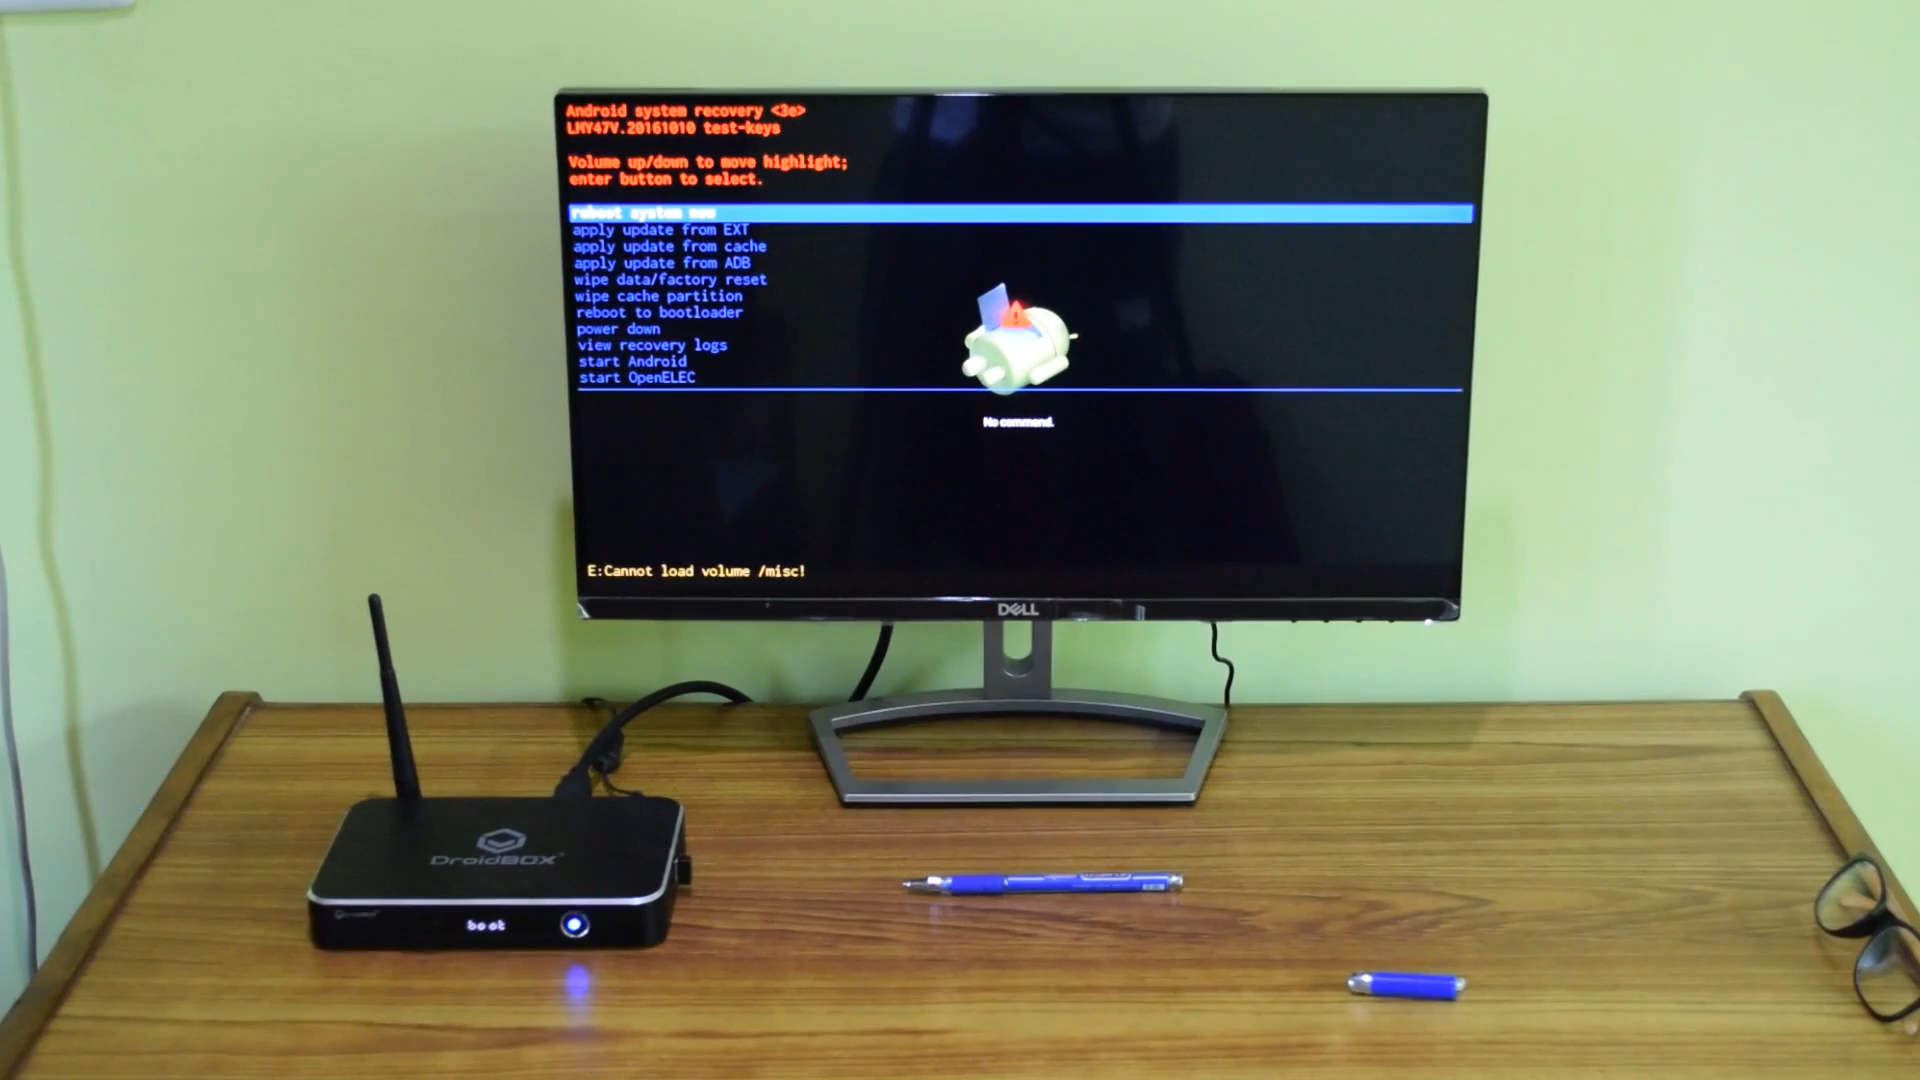 Android system recovery <3e>
LMY47V.20161010 test-keys
Volume up/down to move highlight;
enter button to select.
reboot system now
apply update from EXT
apply update from cache
apply update from ADB
wipe data/factory reset
wipe cache partition
reboot to bootloader
power down
view recovery logs
start Android
start OpenELEC
No command.
E:Cannot load volume /misc!
DELL
DroidBOX
boot